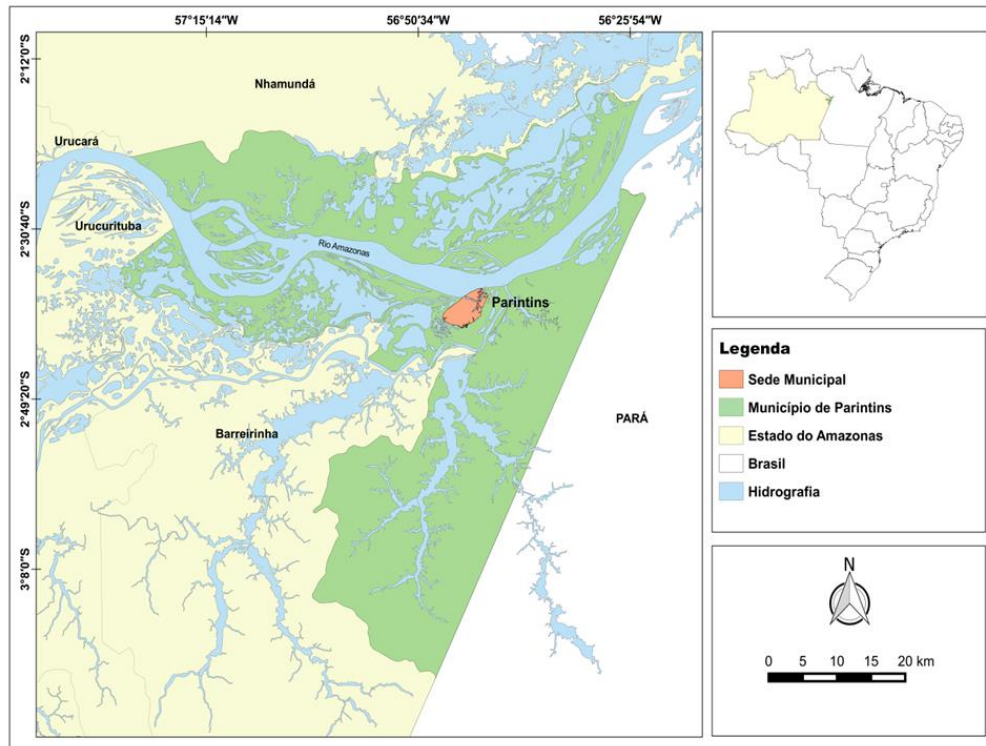 57°15'14"W
56°50'34"W
56°25'54"W
2°12'0"S
2°30'40"S
2°49'20"S
3°8'0"S
Nhamundá
Urucará
Urucurituba
Rio Amazonas
Parintins
Barreirinha
PARÁ
Legenda
Sede Municipal
Município de Parintins
Estado do Amazonas
Brasil
Hidrografia
N
0 5 10 15 20 km